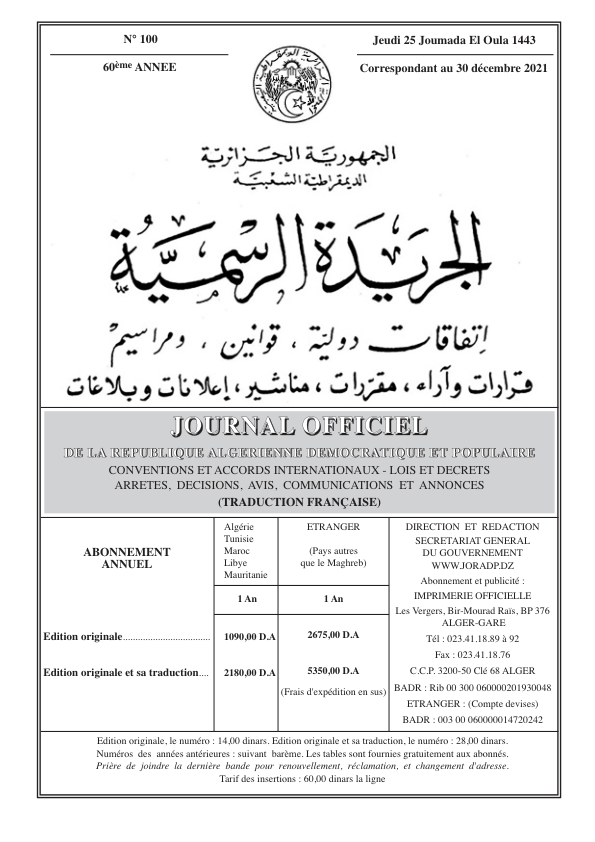 N° 100
60ème ANNEE
Jeudi 25 Joumada El Oula 1443
Correspondant au 30 décembre 2021
الجمهورية الجزائرية
الديمقراطية الشعبية
الجريدة الرسمية
إتفاقات دولية ، قوانين ، ومراسيم
قرارات وآراء ، مقررات ، مناشير ، إعلانات وبلاغات
JOURNAL OFFICIEL
DE LA REPUBLIQUE ALGERIENNE DEMOCRATIQUE ET POPULAIRE
CONVENTIONS ET ACCORDS INTERNATIONAUX - LOIS ET DECRETS
ARRETES, DECISIONS, AVIS, COMMUNICATIONS ET ANNONCES
(TRADUCTION FRANÇAISE)
ABONNEMENT
ANNUEL
Algérie
Tunisie
Maroc
Libye
Mauritanie
ETRANGER
(Pays autres
que le Maghreb)
1 An
1 An
Edition originale.................................. 1090,00 D.A 2675,00 D.A
Edition originale et sa traduction.... 2180,00 D.A 5350,00 D.A
(Frais d'expédition en sus)
DIRECTION ET REDACTION
SECRETARIAT GENERAL
DU GOUVERNEMENT
WWW.JORADP.DZ
Abonnement et publicité :
IMPRIMERIE OFFICIELLE
Les Vergers, Bir-Mourad Raïs, BP 376
ALGER-GARE
Tél : 023.41.18.89 à 92
Fax : 023.41.18.76
C.C.P. 3200-50 Clé 68 ALGER
BADR : Rib 00 300 060000201930048
ETRANGER : (Compte devises)
BADR : 003 00 060000014720242
Edition originale, le numéro : 14,00 dinars. Edition originale et sa traduction, le numéro : 28,00 dinars.
Numéros des années antérieures : suivant barème. Les tables sont fournies gratuitement aux abonnés.
Prière de joindre la dernière bande pour renouvellement, réclamation, et changement d'adresse.
Tarif des insertions : 60,00 dinars la ligne